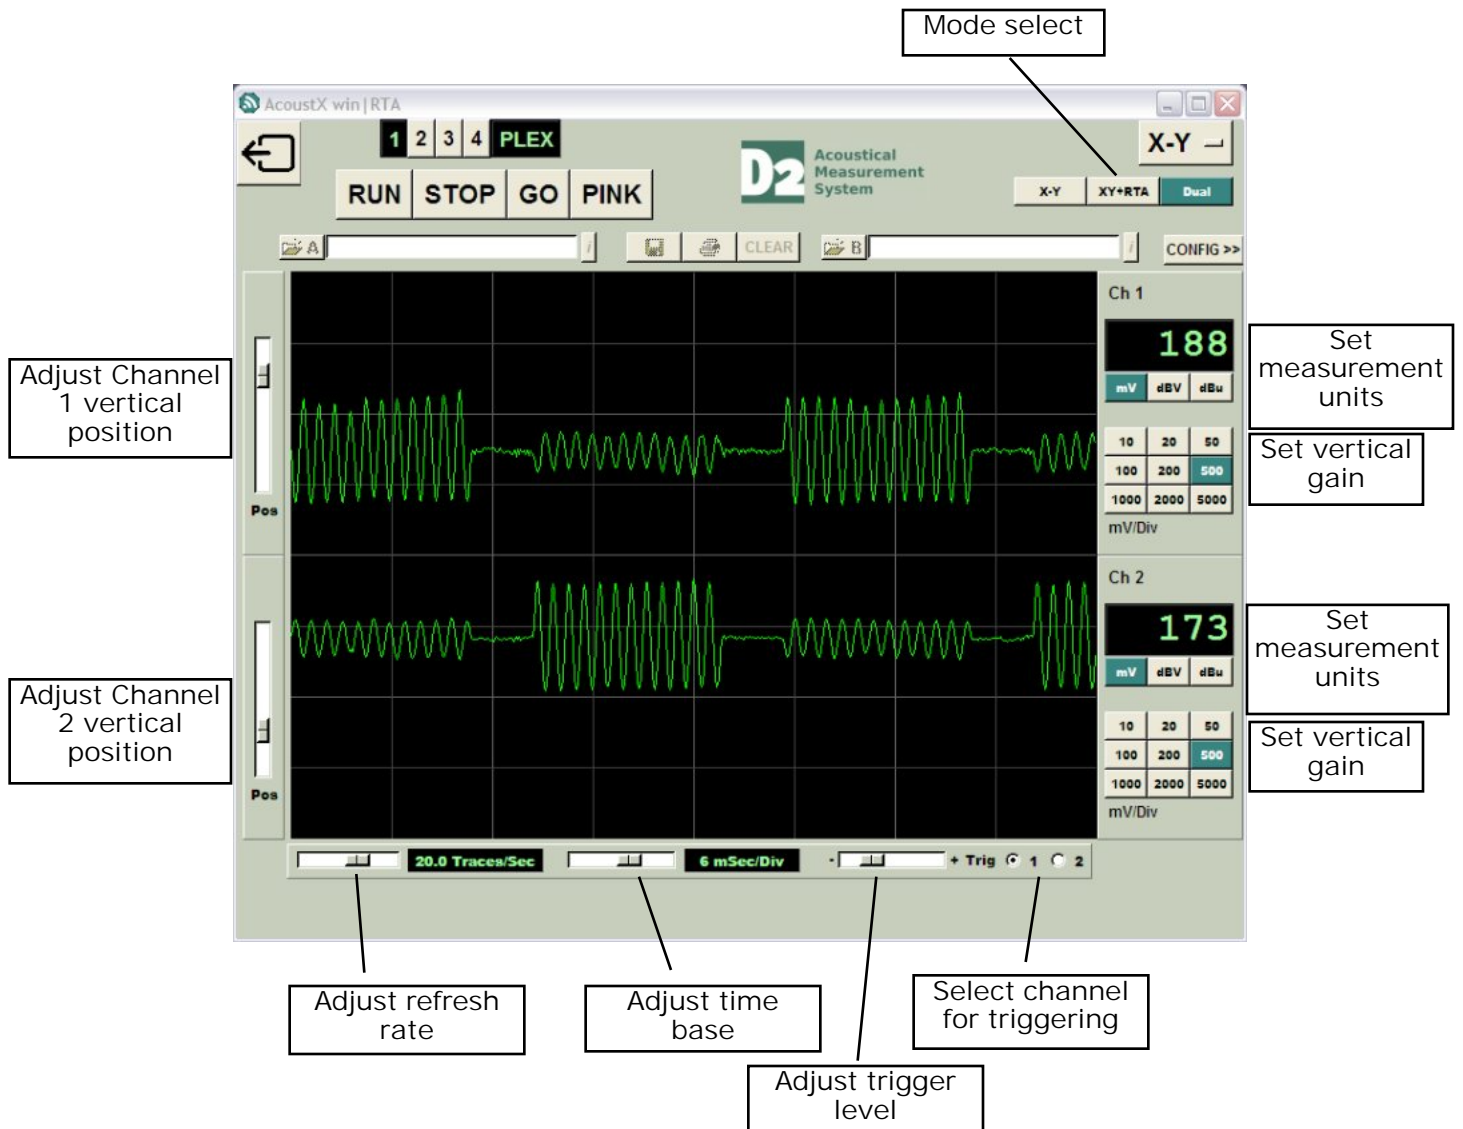 Mode select
AcoustX win|RTA
1 2 3 4 PLEX
X-Y
RUN STOP GO PINK
D2 Acoustical
Measurement
System
X-Y XY+RTA Dual
A i CLEAR B i CONFIG >>
Ch 1
188
mV dBV dBu
10 20 50
100 200 500
1000 2000 5000
mV/Div
Pos
Adjust Channel
1 vertical
position
Set
measurement
units
Set vertical
gain
Ch 2
173
mV dBV dBu
10 20 50
100 200 500
1000 2000 5000
mV/Div
Pos
Adjust Channel
2 vertical
position
Set
measurement
units
Set vertical
gain
20.0 Traces/Sec 6 mSec/Div - + Trig 1 2
Adjust refresh
rate
Adjust time
base
Select channel
for triggering
Adjust trigger
level